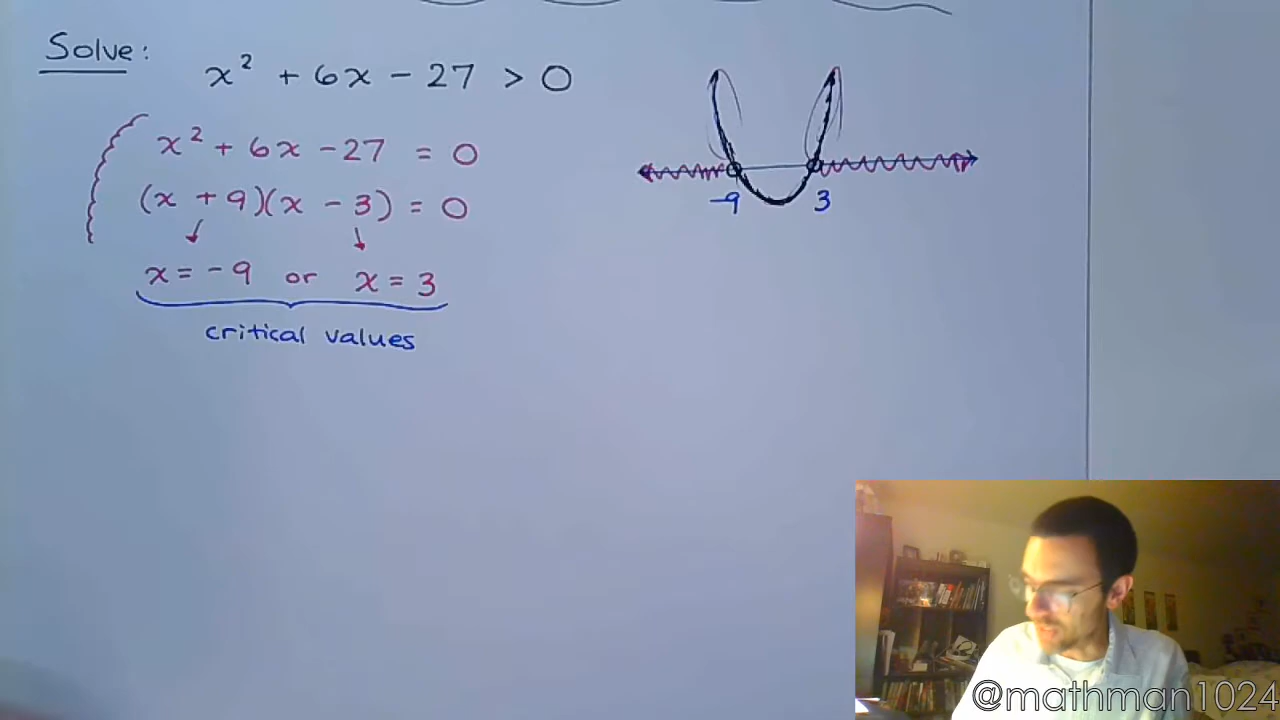 Solve:
x² + 6x - 27 > 0
x² + 6x - 27 = 0
(x + 9)(x - 3) = 0
x = -9 or x = 3
critical values
-9 3
@mathman1024